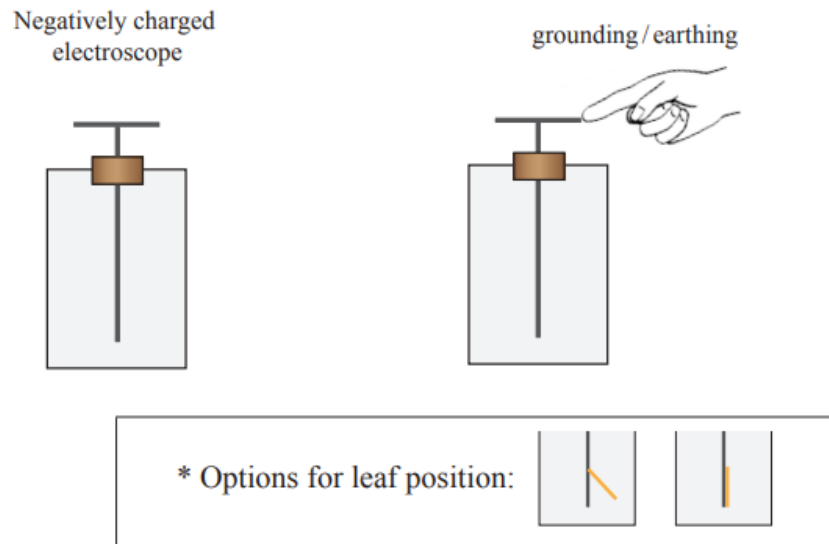 Negatively charged
electroscope
grounding / earthing
* Options for leaf position: